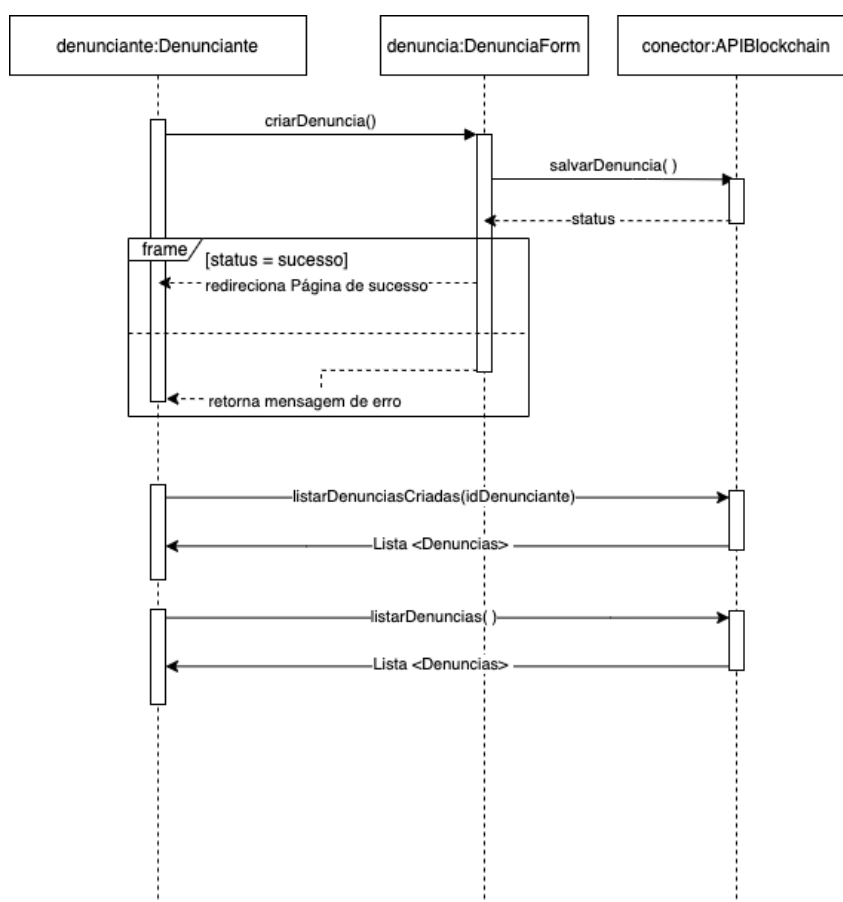 denunciante:Denunciante
denuncia:DenunciaForm
conector:APIBlockchain
criarDenuncia()
salvarDenuncia( )
status
frame
[status = sucesso]
redireciona Página de sucesso
retorna mensagem de erro
listarDenunciasCriadas(idDenunciante)
Lista <Denuncias>
listarDenuncias( )
Lista <Denuncias>